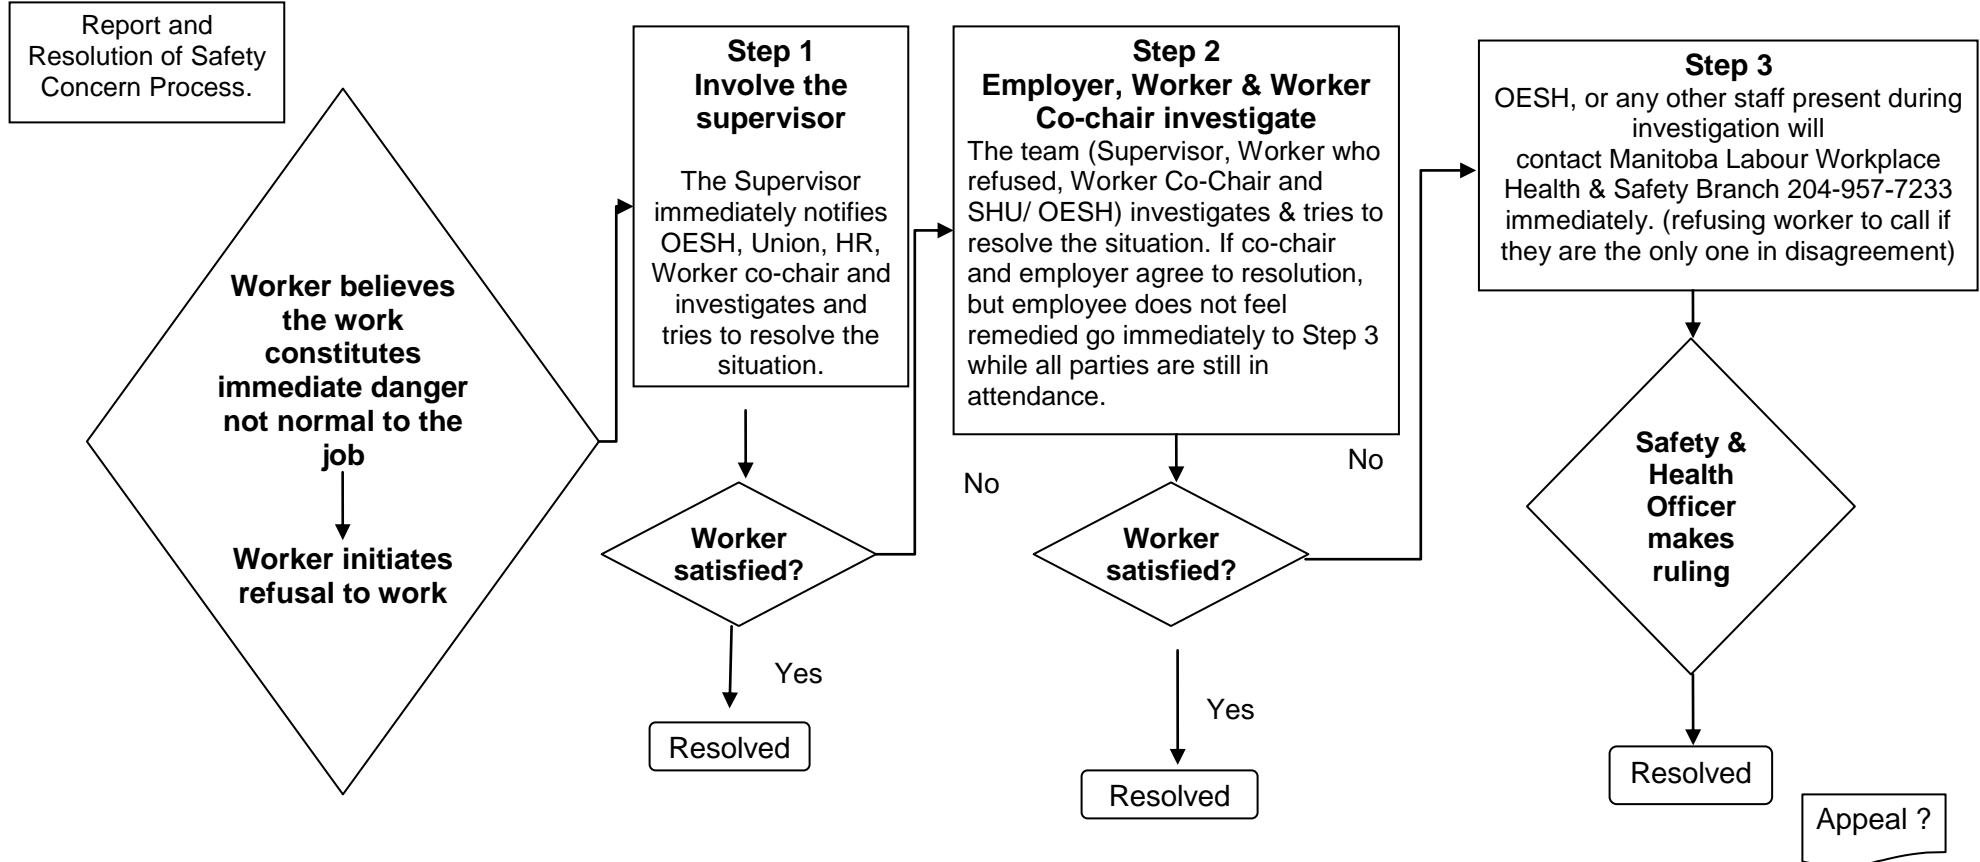 Report and
Resolution of Safety
Concern Process.
Worker believes
the work
constitutes
immediate danger
not normal to the
job
Worker initiates
refusal to work
Step 1
Involve the
supervisor
The Supervisor
immediately notifies
OESH, Union, HR,
Worker co-chair and
investigates and
tries to resolve the
situation.
Worker
satisfied?
No
Yes
Resolved
Step 2
Employer, Worker & Worker
Co-chair investigate
The team (Supervisor, Worker who
refused, Worker Co-Chair and
SHU/ OESH) investigates & tries to
resolve the situation. If co-chair
and employer agree to resolution,
but employee does not feel
remedied go immediately to Step 3
while all parties are still in
attendance.
Worker
satisfied?
No
Yes
Resolved
Step 3
OESH, or any other staff present during
investigation will
contact Manitoba Labour Workplace
Health & Safety Branch 204-957-7233
immediately. (refusing worker to call if
they are the only one in disagreement)
Safety &
Health
Officer
makes
ruling
Resolved
Appeal ?